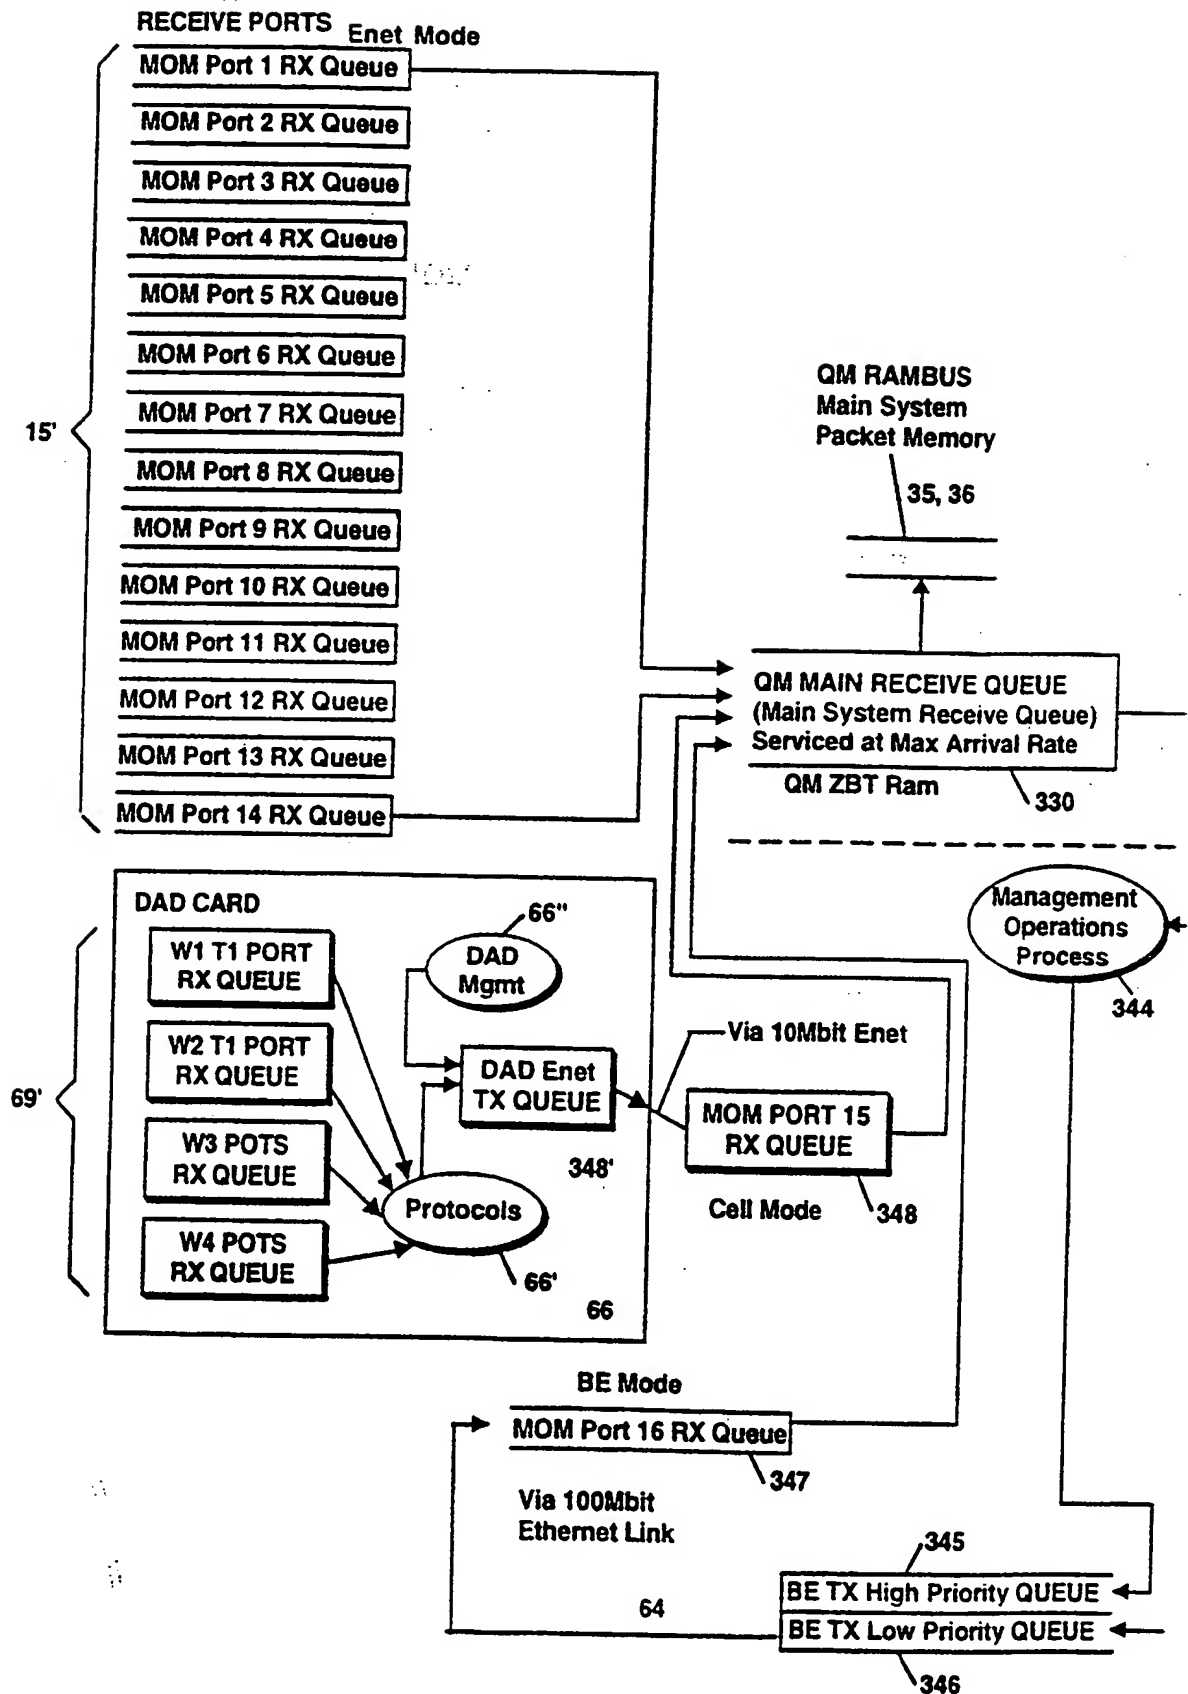 RECEIVE PORTS
Enet Mode
MOM Port 1 RX Queue
MOM Port 2 RX Queue
MOM Port 3 RX Queue
MOM Port 4 RX Queue
MOM Port 5 RX Queue
MOM Port 6 RX Queue
MOM Port 7 RX Queue
MOM Port 8 RX Queue
MOM Port 9 RX Queue
MOM Port 10 RX Queue
MOM Port 11 RX Queue
MOM Port 12 RX Queue
MOM Port 13 RX Queue
MOM Port 14 RX Queue
15'
QM RAMBUS
Main System
Packet Memory
35, 36
QM MAIN RECEIVE QUEUE
(Main System Receive Queue)
Serviced at Max Arrival Rate
QM ZBT Ram
330
Management
Operations
Process
344
DAD CARD
69'
W1 T1 PORT
RX QUEUE
W2 T1 PORT
RX QUEUE
W3 POTS
RX QUEUE
W4 POTS
RX QUEUE
66"
DAD
Mgmt
DAD Enet
TX QUEUE
348'
Protocols
66'
66
Via 10Mbit Enet
MOM PORT 15
RX QUEUE
Cell Mode
348
BE Mode
MOM Port 16 RX Queue
347
Via 100Mbit
Ethernet Link
64
345
BE TX High Priority QUEUE
BE TX Low Priority QUEUE
346